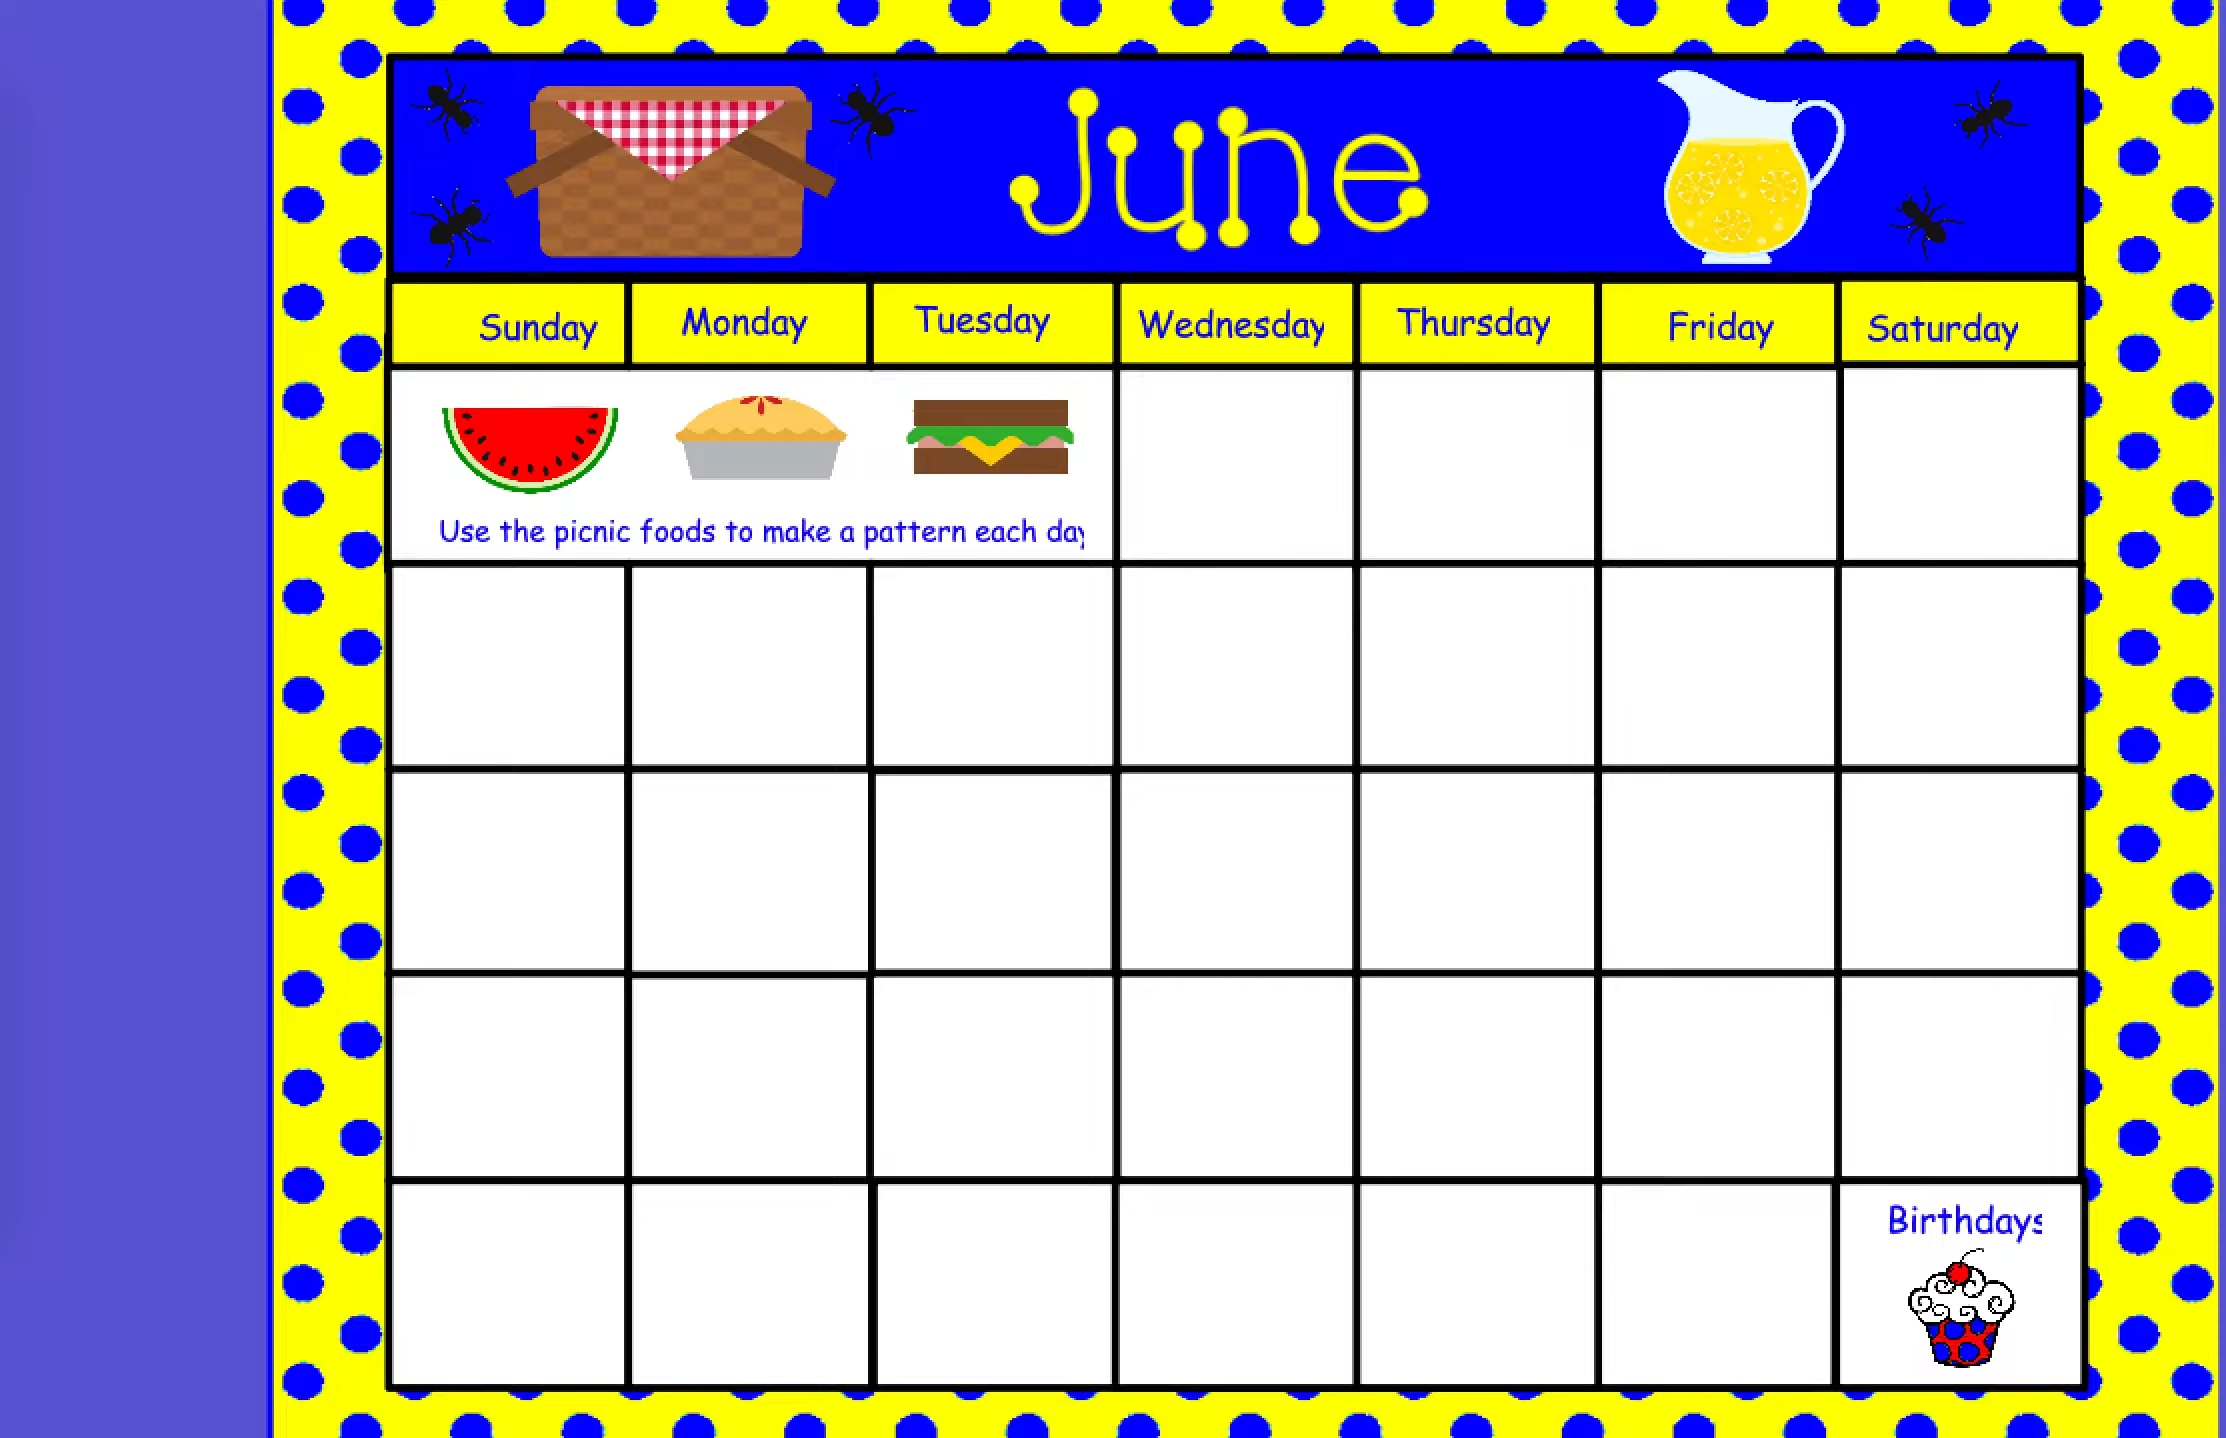 June
Sunday Monday Tuesday Wednesday Thursday Friday Saturday
Use the picnic foods to make a pattern each day
Birthdays